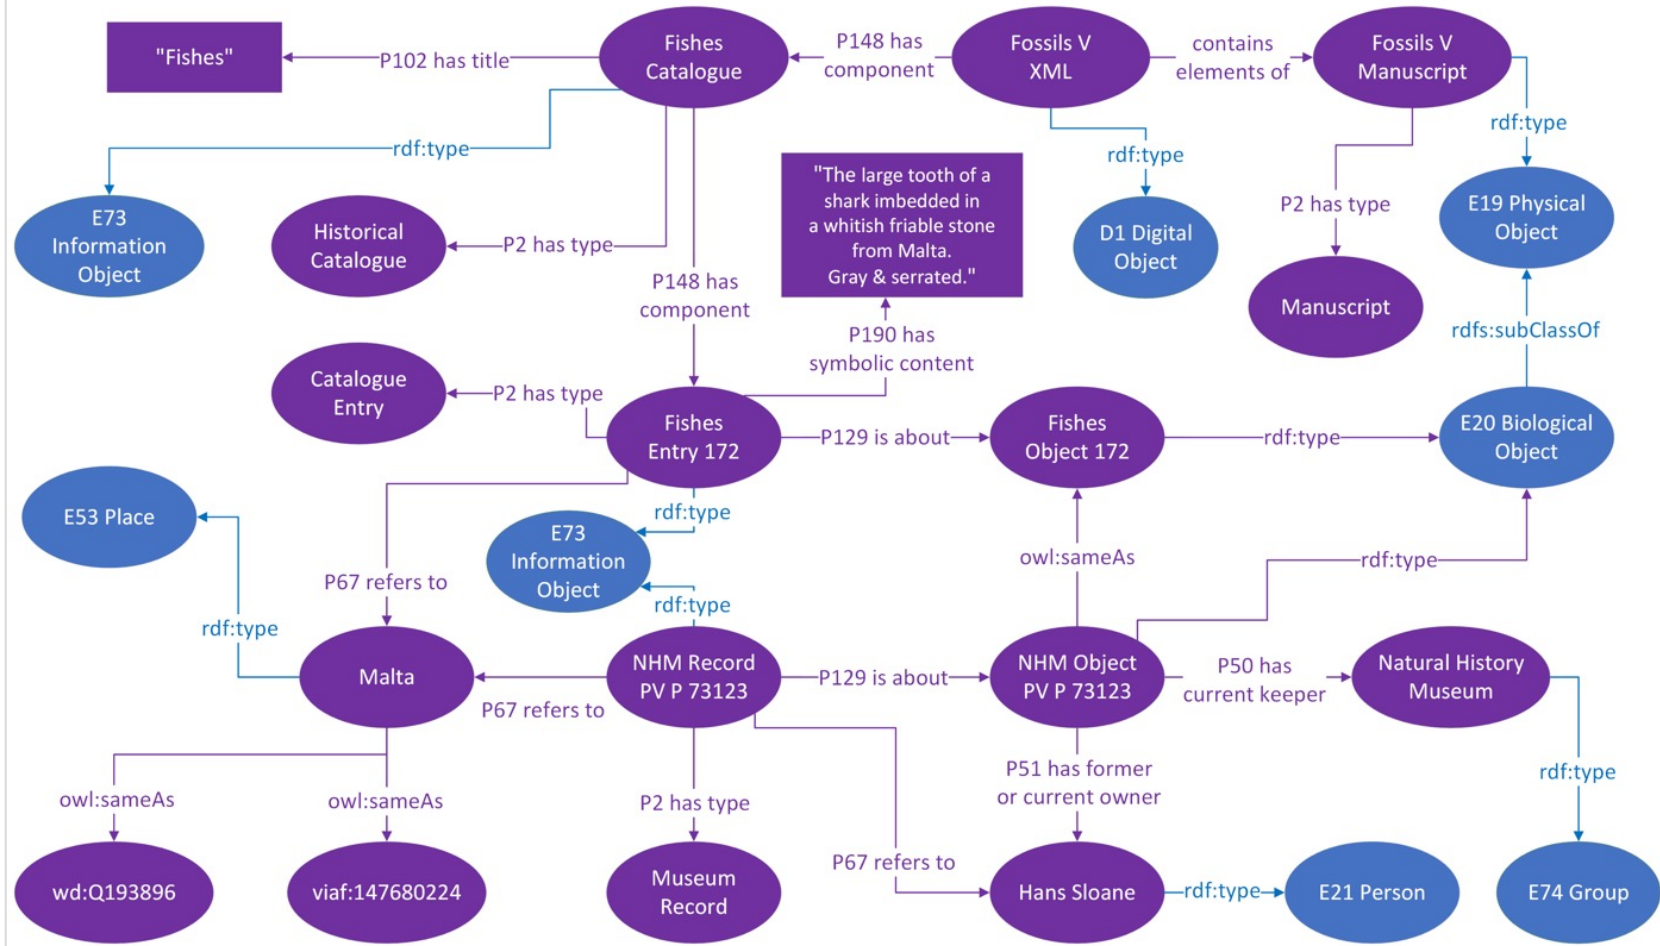 "Fishes"
P102 has title
Fishes
Catalogue
P148 has
component
Fossils V
XML
contains
elements of
Fossils V
Manuscript
rdf:type
rdf:type
rdf:type
"The large tooth of a
shark imbedded in
a whitish friable stone
from Malta.
Gray & serrated."
E73
Information
Object
Historical
Catalogue
P2 has type
P148 has
component
D1 Digital
Object
P2 has type
E19 Physical
Object
Manuscript
P190 has
symbolic content
rdfs:subClassOf
Catalogue
Entry
P2 has type
Fishes
Entry 172
P129 is about
Fishes
Object 172
rdf:type
E20 Biological
Object
E53 Place
rdf:type
E73
Information
Object
owl:sameAs
rdf:type
P67 refers to
rdf:type
rdf:type
Malta
P67 refers to
NHM Record
PV P 73123
P129 is about
NHM Object
PV P 73123
P50 has
current keeper
Natural History
Museum
owl:sameAs
owl:sameAs
P2 has type
P51 has former
or current owner
rdf:type
P67 refers to
wd:Q193896
viaf:147680224
Museum
Record
Hans Sloane
rdf:type
E21 Person
E74 Group